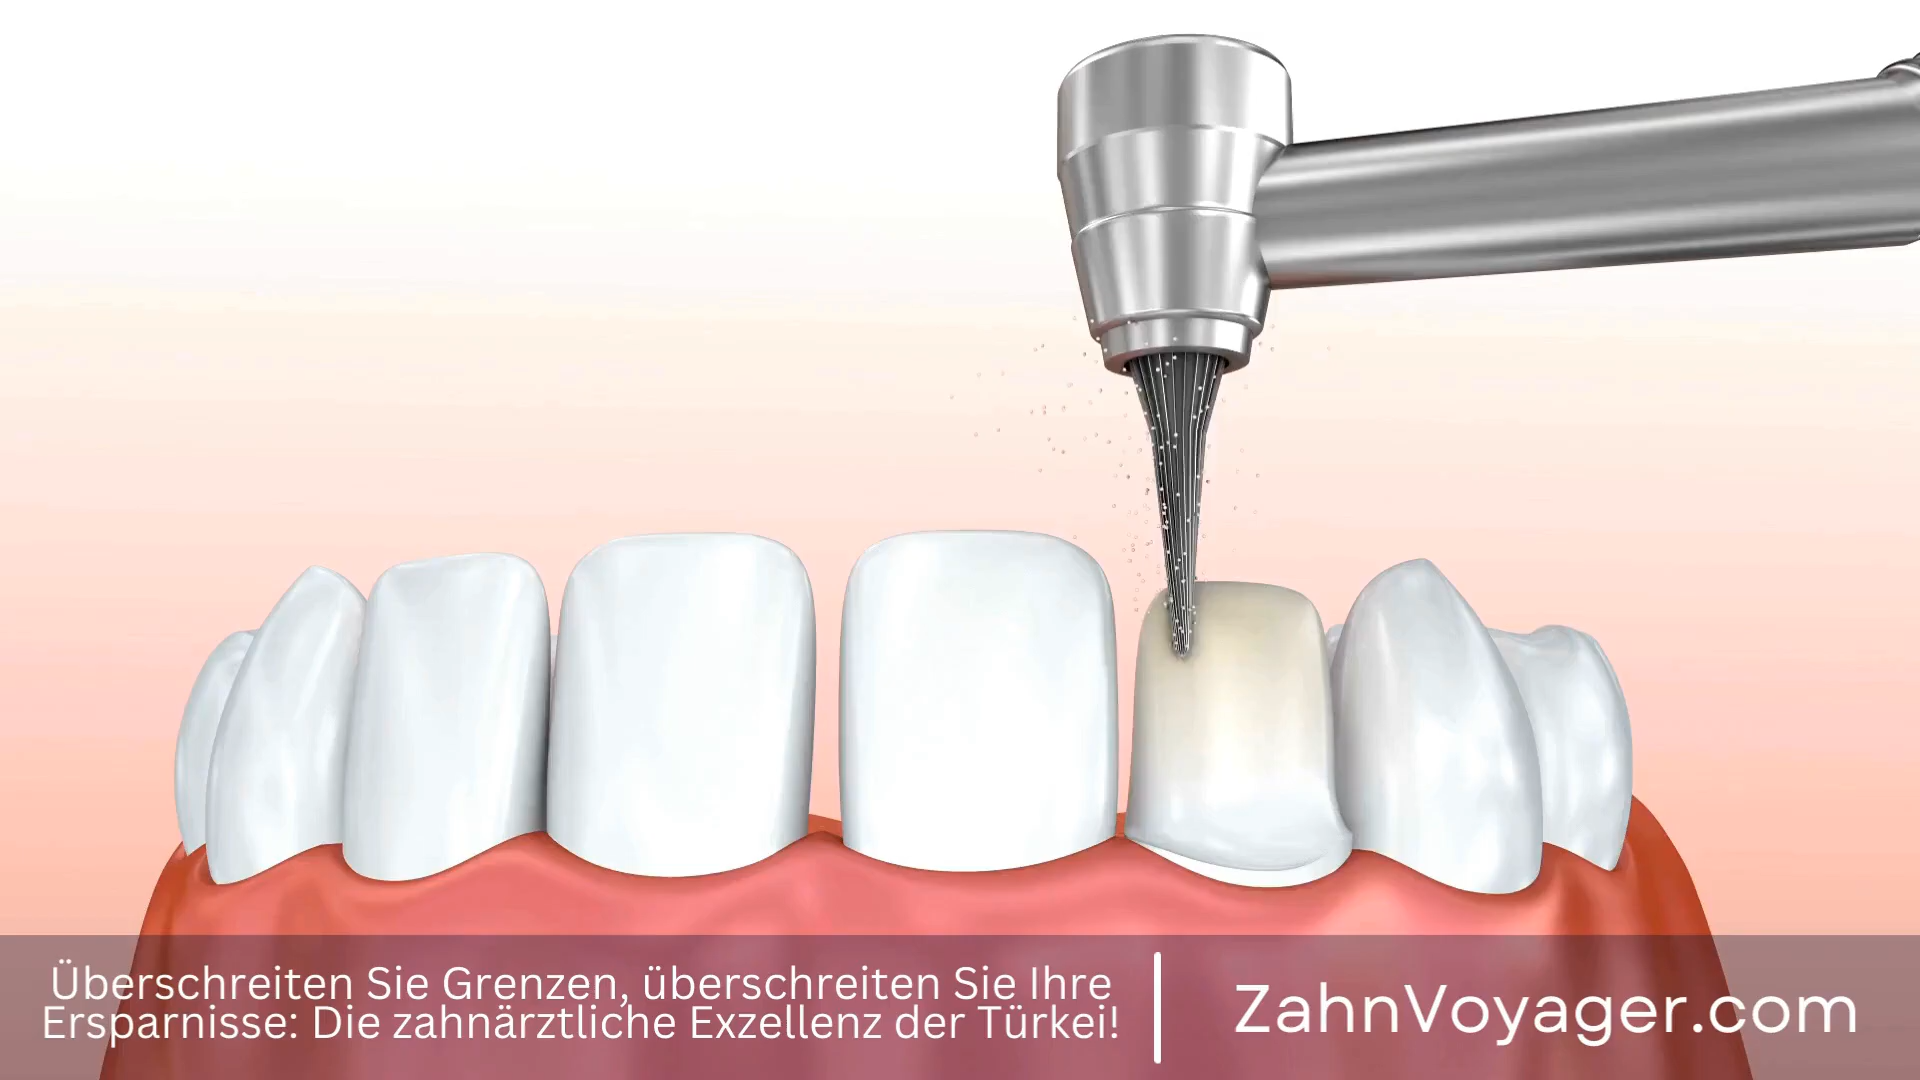 Überschreiten Sie Grenzen, überschreiten Sie Ihre
Ersparnisse: Die zahnärztliche Exzellenz der Türkei!
ZahnVoyager.com